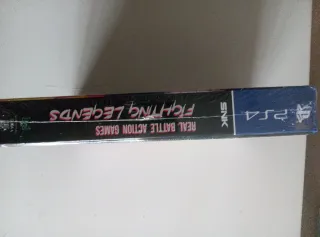 PS4
SNK
REAL BATTLE ACTION GAMES
FIGHTING LEGENDS